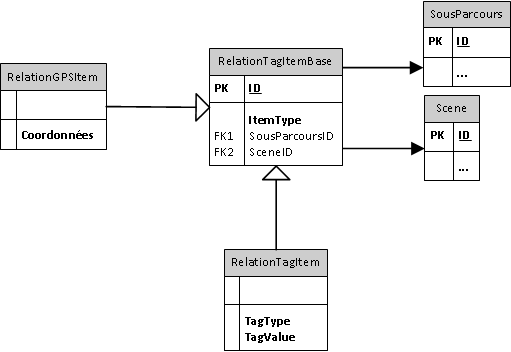 SousParcours
PK ID
...
RelationTagItemBase
PK ID
ItemType
FK1 SousParcoursID
FK2 SceneID
RelationGPSItem
Coordonnées
Scene
PK ID
...
RelationTagItem
TagType
TagValue